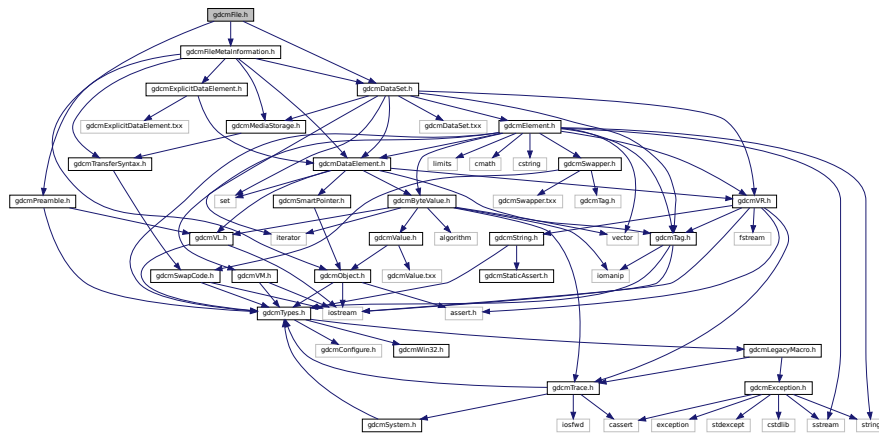 gdcmFile.h
gdcmFileMetaInformation.h
gdcmExplicitDataElement.h
gdcmDataSet.h
gdcmExplicitDataElement.txx
gdcmMediaStorage.h
gdcmDataSet.txx
gdcmElement.h
gdcmTransferSyntax.h
gdcmDataElement.h
limits
cmath
cstring
gdcmSwapper.h
gdcmPreamble.h
set
gdcmSmartPointer.h
gdcmByteValue.h
gdcmSwapper.txx
gdcmTag.h
gdcmVR.h
gdcmVL.h
iterator
gdcmValue.h
algorithm
gdcmString.h
vector
gdcmTag.h
fstream
gdcmSwapCode.h
gdcmVM.h
gdcmObject.h
gdcmValue.txx
gdcmStaticAssert.h
iomanip
gdcmTypes.h
iostream
assert.h
gdcmConfigure.h
gdcmWin32.h
gdcmLegacyMacro.h
gdcmTrace.h
gdcmException.h
gdcmSystem.h
iosfwd
cassert
exception
stdexcept
cstdlib
sstream
string